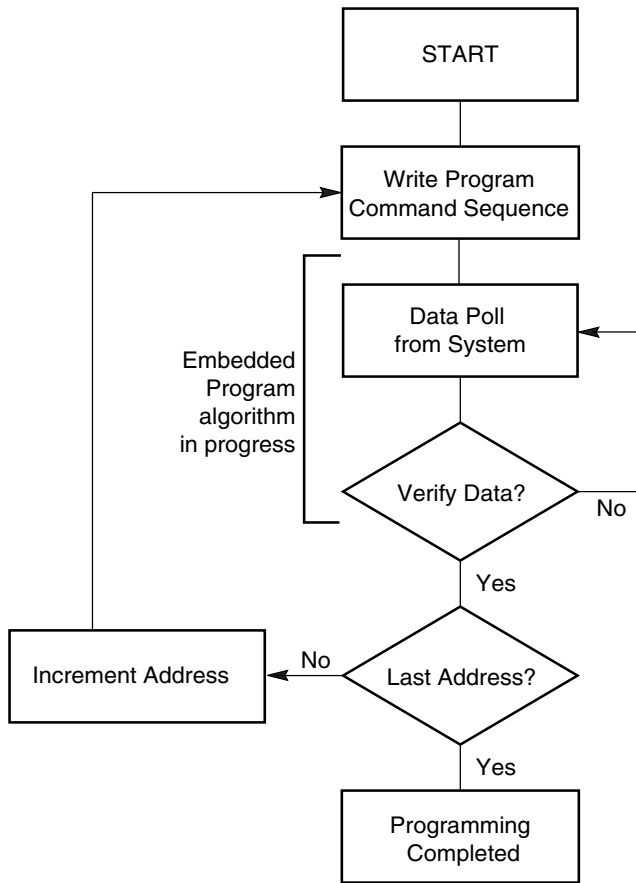 START
Write Program
Command Sequence
Data Poll
from System
Embedded
Program
algorithm
in progress
Verify Data?
No
Yes
Increment Address
No
Last Address?
Yes
Programming
Completed